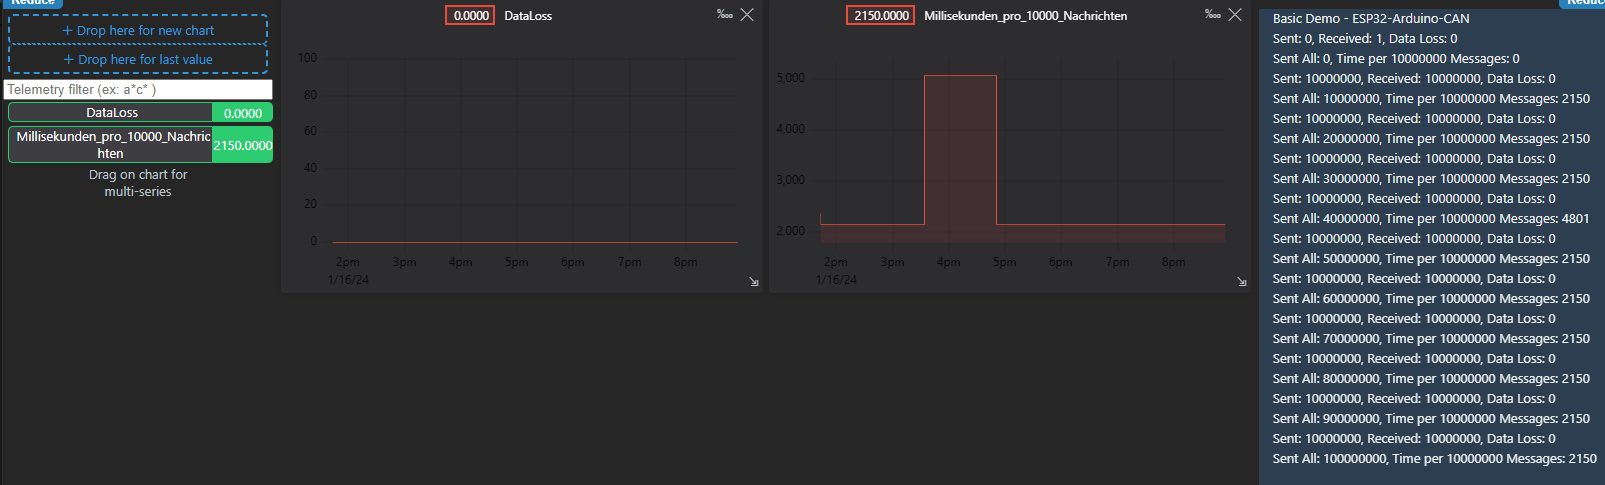 Reduce
+ Drop here for new chart
+ Drop here for last value
Telemetry filter (ex: a*c* )
DataLoss 0.0000
Millisekunden_pro_10000_Nachric
hten
2150.0000
Drag on chart for
multi-series
0.0000 DataLoss
100
80
60
40
20
0
2pm 3pm 4pm 5pm 6pm 7pm 8pm
1/16/24
2150.0000 Millisekunden_pro_10000_Nachrichten
5,000
4,000
3,000
2,000
2pm 3pm 4pm 5pm 6pm 7pm 8pm
1/16/24
Reduce
Basic Demo - ESP32-Arduino-CAN
Sent: 0, Received: 1, Data Loss: 0
Sent All: 0, Time per 10000000 Messages: 0
Sent: 10000000, Received: 10000000, Data Loss: 0
Sent All: 10000000, Time per 10000000 Messages: 2150
Sent: 10000000, Received: 10000000, Data Loss: 0
Sent All: 20000000, Time per 10000000 Messages: 2150
Sent: 10000000, Received: 10000000, Data Loss: 0
Sent All: 30000000, Time per 10000000 Messages: 2150
Sent: 10000000, Received: 10000000, Data Loss: 0
Sent All: 40000000, Time per 10000000 Messages: 4801
Sent: 10000000, Received: 10000000, Data Loss: 0
Sent All: 50000000, Time per 10000000 Messages: 2150
Sent: 10000000, Received: 10000000, Data Loss: 0
Sent All: 60000000, Time per 10000000 Messages: 2150
Sent: 10000000, Received: 10000000, Data Loss: 0
Sent All: 70000000, Time per 10000000 Messages: 2150
Sent: 10000000, Received: 10000000, Data Loss: 0
Sent All: 80000000, Time per 10000000 Messages: 2150
Sent: 10000000, Received: 10000000, Data Loss: 0
Sent All: 90000000, Time per 10000000 Messages: 2150
Sent: 10000000, Received: 10000000, Data Loss: 0
Sent All: 100000000, Time per 10000000 Messages: 2150